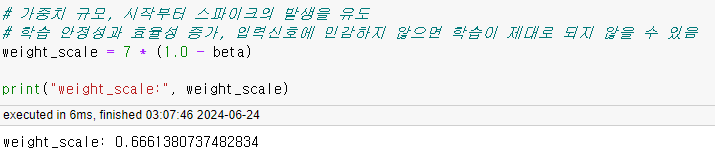 # 가중치 규모, 시작부터 스파이크의 발생을 유도
# 학습 안정성과 효율성 증가, 입력신호에 민감하지 않으면 학습이 제대로 되지 않을 수 있음
weight_scale = 7 * (1.0 - beta)
print("weight_scale:", weight_scale)
executed in 6ms, finished 03:07:46 2024-06-24
weight_scale: 0.6661380737482834